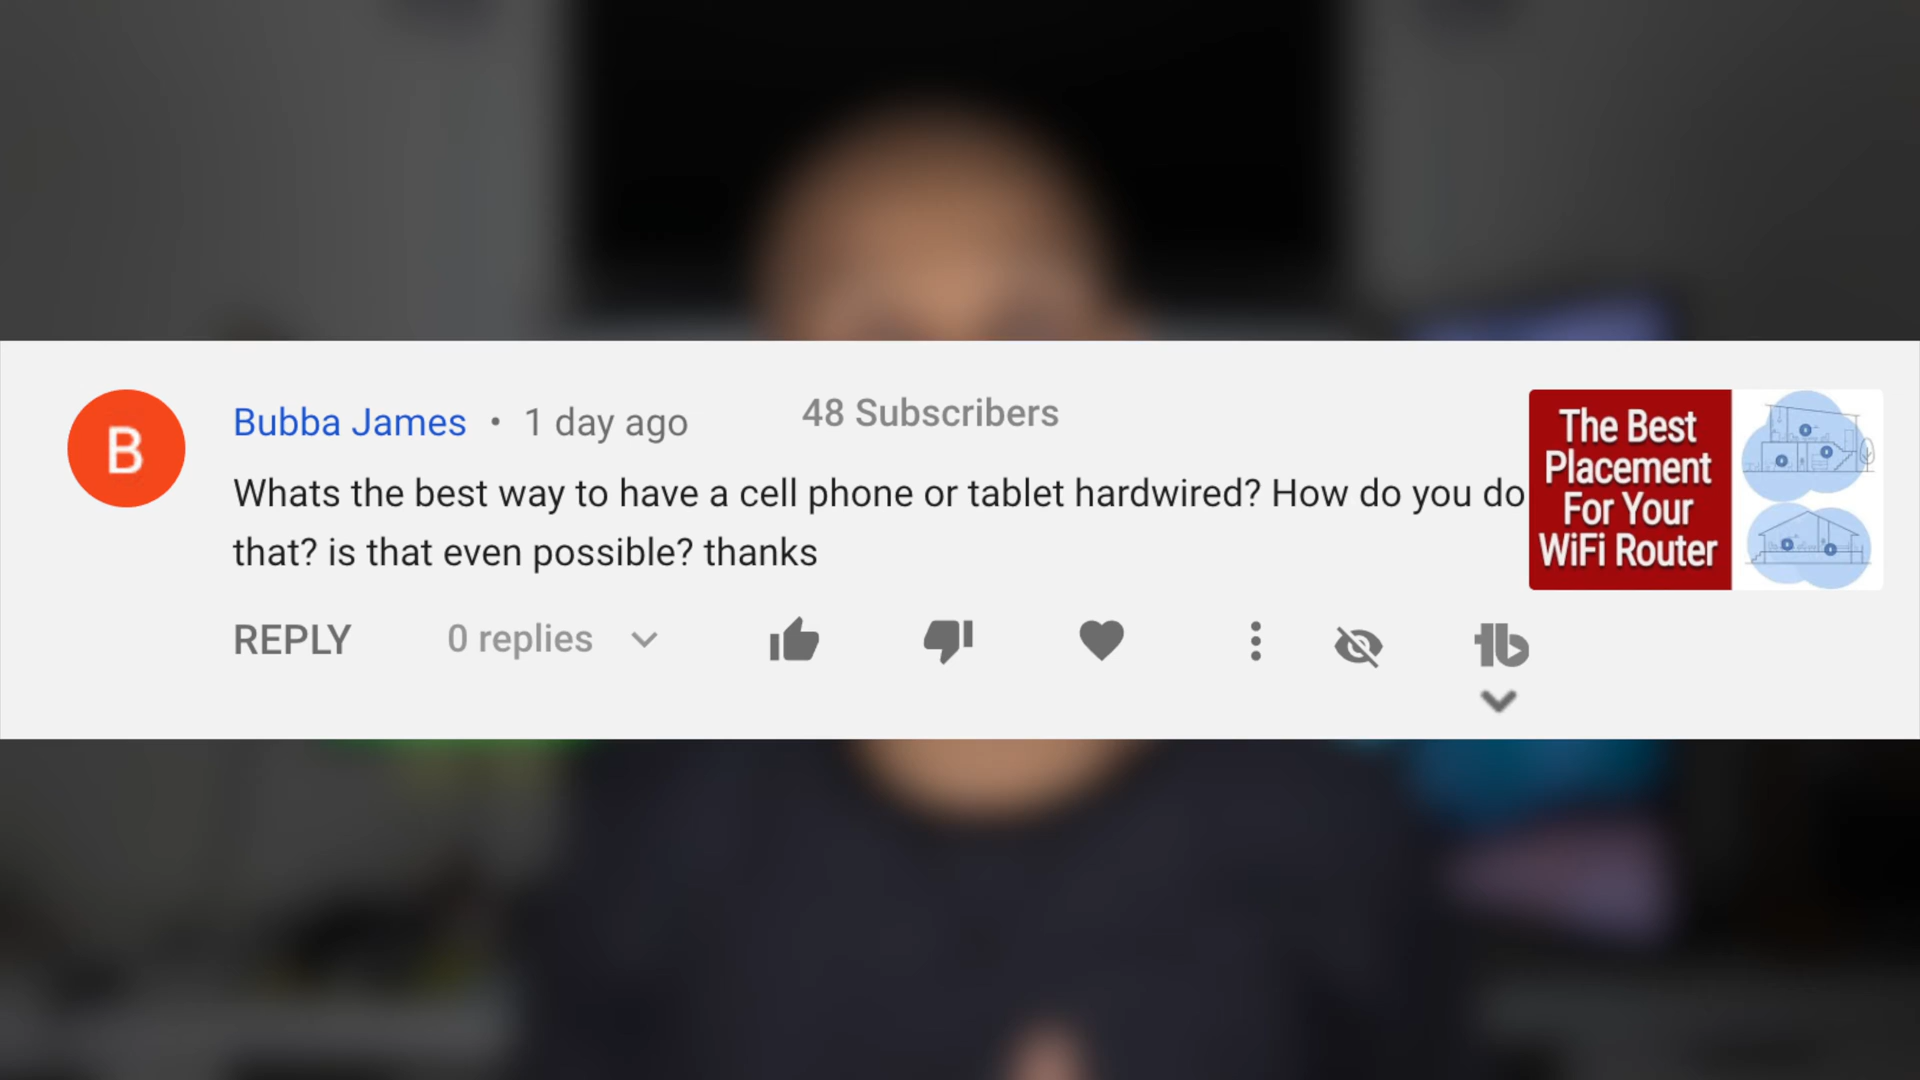 B
Bubba James • 1 day ago
48 Subscribers
Whats the best way to have a cell phone or tablet hardwired? How do you do
that? is that even possible? thanks
REPLY
0 replies
tb
The Best
Placement
For Your
WiFi Router